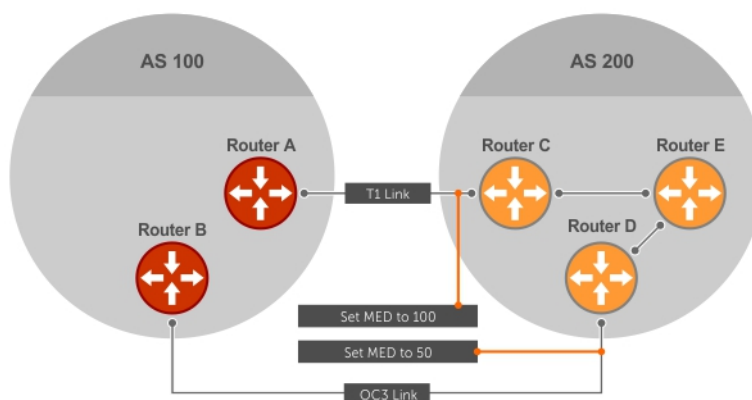 AS 100
AS 200
Router A
Router C
Router E
T1 Link
Router B
Router D
Set MED to 100
Set MED to 50
OC3 Link